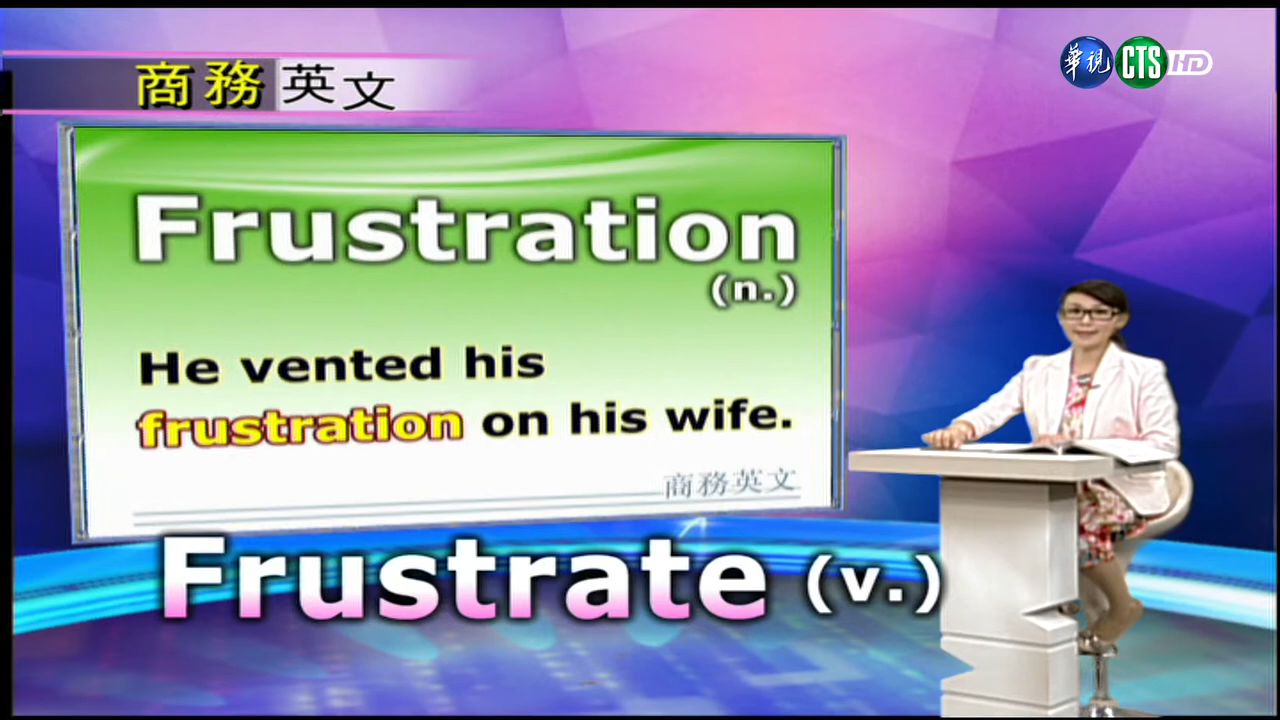 商務英文
華視 CTS HD
Frustration
(n.)
He vented his
frustration on his wife.
商務英文
Frustrate (v.)